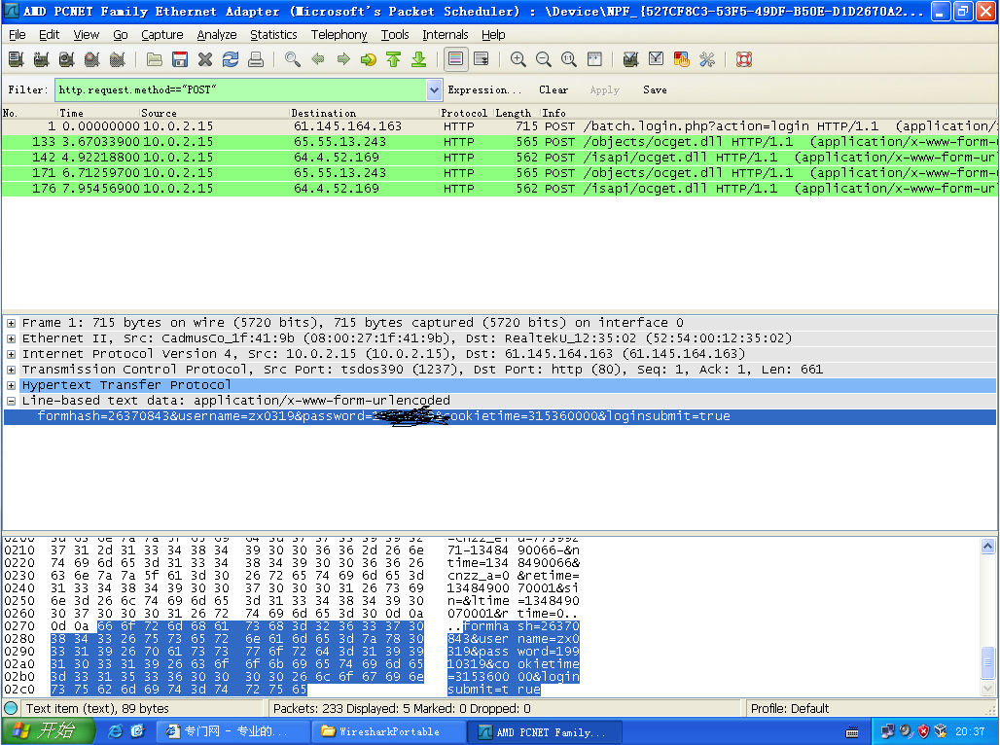 AMD PCNET Family Ethernet Adapter (Microsoft's Packet Scheduler) : \Device\NPF_{527CF8C3-53F5-49DF-B50E-D1D2670A2...
File Edit View Go Capture Analyze Statistics Telephony Tools Internals Help
Filter: http.request.method=="POST" Expression... Clear Apply Save
No. Time Source Destination Protocol Length Info
1 0.00000000 10.0.2.15 61.145.164.163 HTTP 715 POST /batch.login.php?action=login HTTP/1.1 (application/x
133 3.67033900 10.0.2.15 65.55.13.243 HTTP 565 POST /objects/ocget.dll HTTP/1.1 (application/x-www-form-u
142 4.92218800 10.0.2.15 64.4.52.169 HTTP 562 POST /isapi/ocget.dll HTTP/1.1 (application/x-www-form-url
171 6.71259700 10.0.2.15 65.55.13.243 HTTP 565 POST /objects/ocget.dll HTTP/1.1 (application/x-www-form-u
176 7.95456900 10.0.2.15 64.4.52.169 HTTP 562 POST /isapi/ocget.dll HTTP/1.1 (application/x-www-form-url
Frame 1: 715 bytes on wire (5720 bits), 715 bytes captured (5720 bits) on interface 0
Ethernet II, Src: CadmusCo_1f:41:9b (08:00:27:1f:41:9b), Dst: RealtekU_12:35:02 (52:54:00:12:35:02)
Internet Protocol Version 4, Src: 10.0.2.15 (10.0.2.15), Dst: 61.145.164.163 (61.145.164.163)
Transmission Control Protocol, Src Port: tsdos390 (1237), Dst Port: http (80), Seq: 1, Ack: 1, Len: 661
Hypertext Transfer Protocol
Line-based text data: application/x-www-form-urlencoded
formhash=26370843&username=zx0319&password= cookietime=315360000&loginsubmit=true
0210 37 31 2d 31 33 34 38 34 39 30 30 36 36 2d 26 6e 71-13484 90066-&n
0220 74 69 6d 65 3d 31 33 34 38 34 39 30 30 36 36 26 time=134 8490066&
0230 63 6e 7a 7a 5f 61 3d 30 26 72 65 74 69 6d 65 3d cnzz_a=0 &retime=
0240 31 33 34 38 34 39 30 30 37 30 30 30 31 26 73 69 13484900 70001&si
0250 6e 3d 26 6c 74 69 6d 65 3d 31 33 34 38 34 39 30 n=&ltime =1348490
0260 30 37 30 30 30 31 26 72 74 69 6d 65 3d 30 0d 0a 070001&r time=0..
0270 0d 0a 66 6f 72 6d 68 61 73 68 3d 32 36 33 37 30 ..formha sh=26370
0280 38 34 33 26 75 73 65 72 6e 61 6d 65 3d 7a 78 30 843&user name=zx0
0290 33 31 39 26 70 61 73 73 77 6f 72 64 3d 31 39 39 319&pass word=199
02a0 31 30 33 31 39 26 63 6f 6f 6b 69 65 74 69 6d 65 10319&co okietime
02b0 3d 33 31 35 33 36 30 30 30 30 26 6c 6f 67 69 6e =3153600 00&login
02c0 73 75 62 6d 69 74 3d 74 72 75 65 submit=t rue
Text item (text), 89 bytes Packets: 233 Displayed: 5 Marked: 0 Dropped: 0 Profile: Default
开始 专门网 - 专业的... WiresharkPortable AMD PCNET Family... 20:37